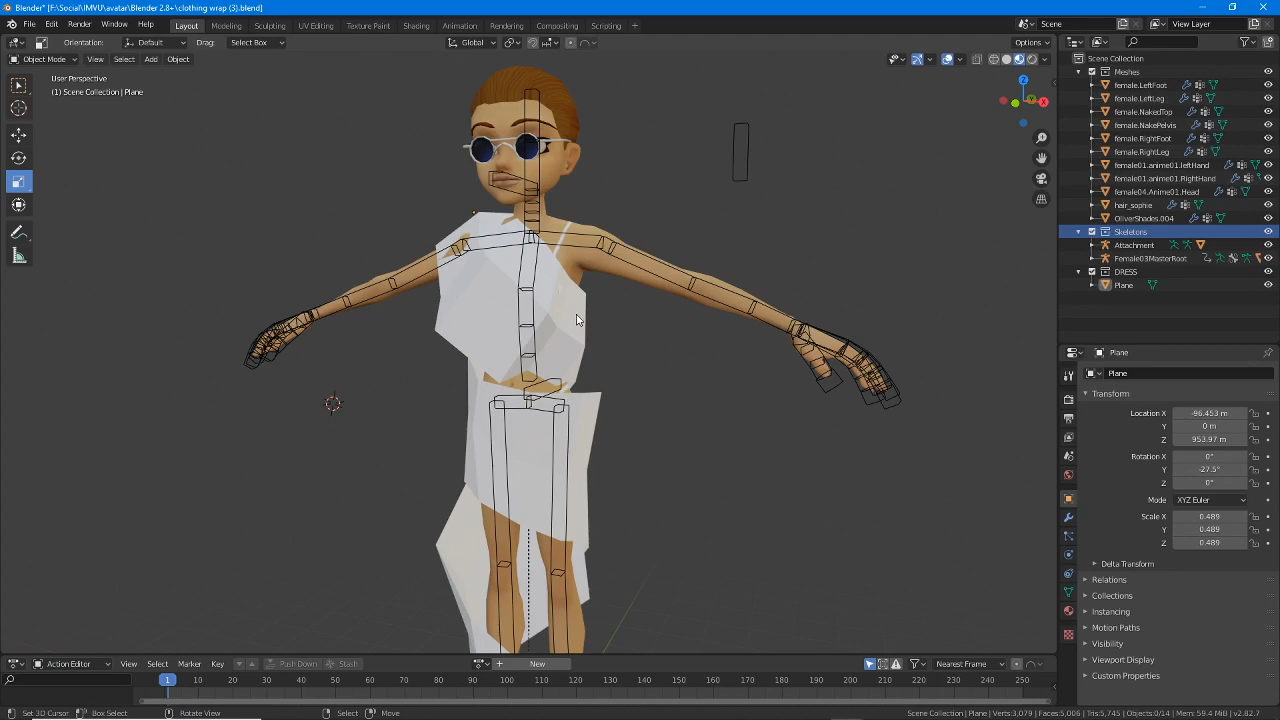 Blender* [F:\Social\IMVU\avatar\Blender 2.8+\clothing wrap (3).blend]
File Edit Render Window Help Layout Modeling Sculpting UV Editing Texture Paint Shading Animation Rendering Compositing Scripting + Scene View Layer
Orientation: Default Drag: Select Box Global Options
Object Mode View Select Add Object
User Perspective
(1) Scene Collection | Plane
Z
Y
X
Scene Collection
Meshes
female.LeftFoot
female.LeftLeg
female.NakedTop
female.NakePelvis
female.RightFoot
female.RightLeg
female01.anime01.leftHand
female01.anime01.RightHand
female04.Anime01.Head
hair_sophie
OliverShades.004
Skeletons
Attachment
Female03MasterRoot
DRESS
Plane
Plane
Plane
Transform
Location X -96.453 m
Y 0 m
Z 953.97 m
Rotation X 0°
Y -27.5°
Z 0°
Mode XYZ Euler
Scale X 0.489
Y 0.489
Z 0.489
Delta Transform
Relations
Collections
Instancing
Motion Paths
Visibility
Viewport Display
Custom Properties
Action Editor View Select Marker Key Push Down Stash New Nearest Frame
1 10 20 30 40 50 60 70 80 90 100 110 120 130 140 150 160 170 180 190 200 210 220 230 240 250
Set 3D Cursor Box Select Rotate View Select Move Scene Collection | Plane | Verts:3,079 | Faces:5,006 | Tris:5,745 | Objects:0/14 | Mem: 59.4 MiB | v2.82.7